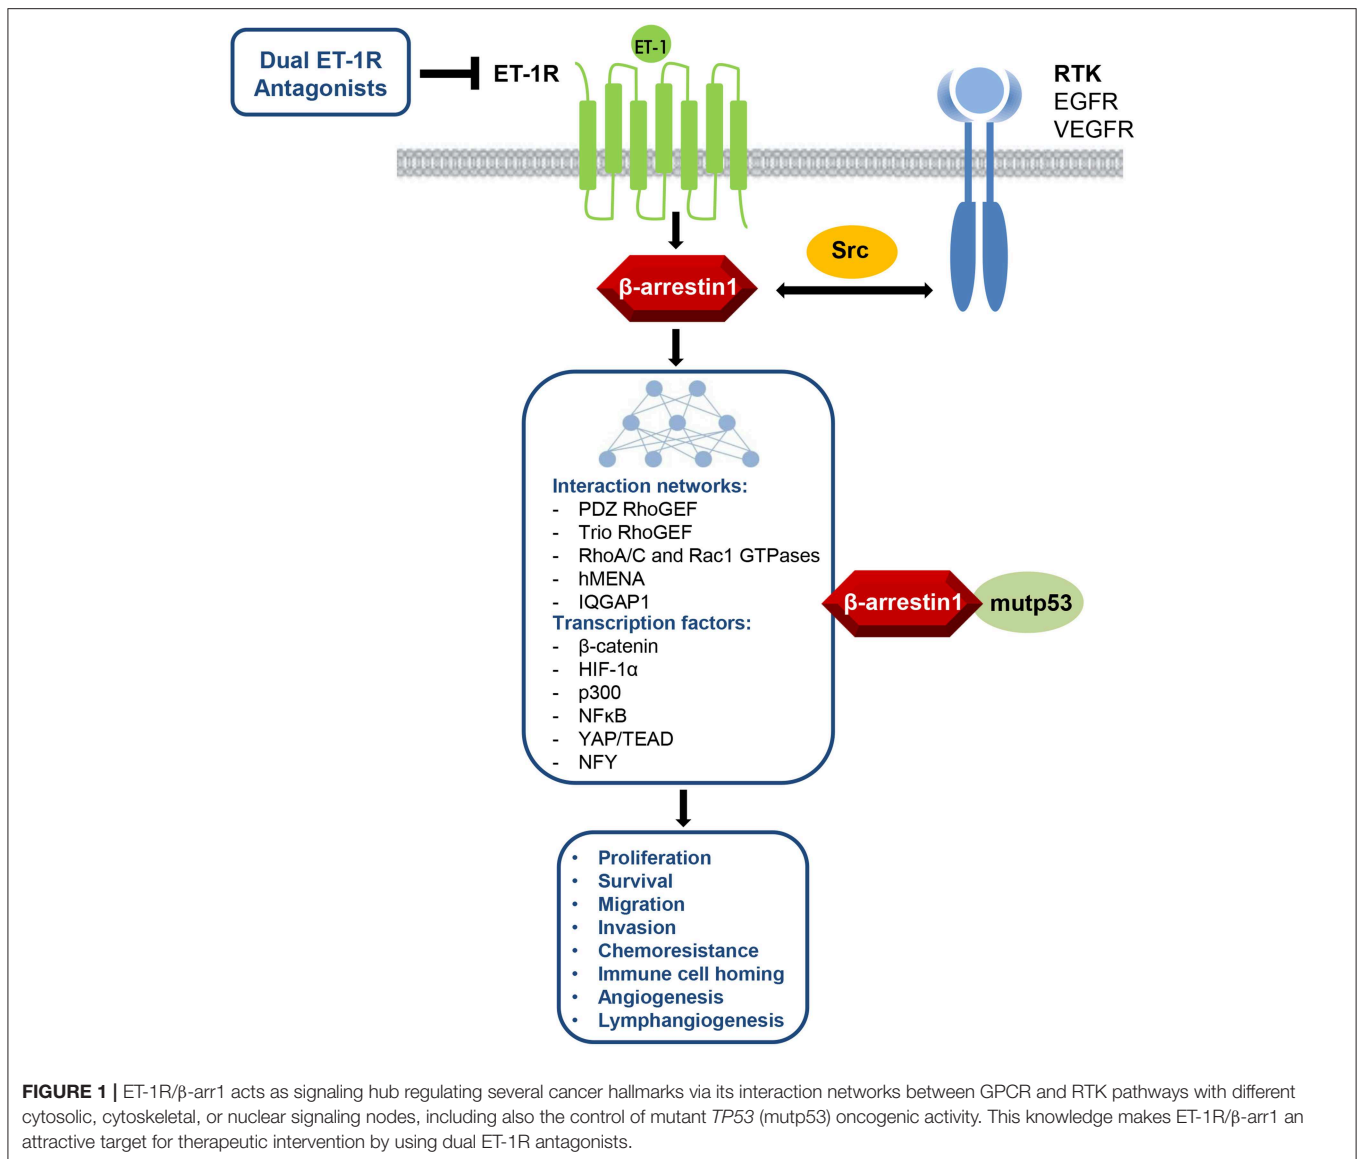 Dual ET-1R
Antagonists
ET-1R
ET-1
RTK
EGFR
VEGFR
Src
β-arrestin1
Interaction networks:
- PDZ RhoGEF
- Trio RhoGEF
- RhoA/C and Rac1 GTPases
- hMENA
- IQGAP1
Transcription factors:
- β-catenin
- HIF-1α
- p300
- NFκB
- YAP/TEAD
- NFY
β-arrestin1
mutp53
• Proliferation
• Survival
• Migration
• Invasion
• Chemoresistance
• Immune cell homing
• Angiogenesis
• Lymphangiogenesis
FIGURE 1 | ET-1R/β-arr1 acts as signaling hub regulating several cancer hallmarks via its interaction networks between GPCR and RTK pathways with different
cytosolic, cytoskeletal, or nuclear signaling nodes, including also the control of mutant TP53 (mutp53) oncogenic activity. This knowledge makes ET-1R/β-arr1 an
attractive target for therapeutic intervention by using dual ET-1R antagonists.